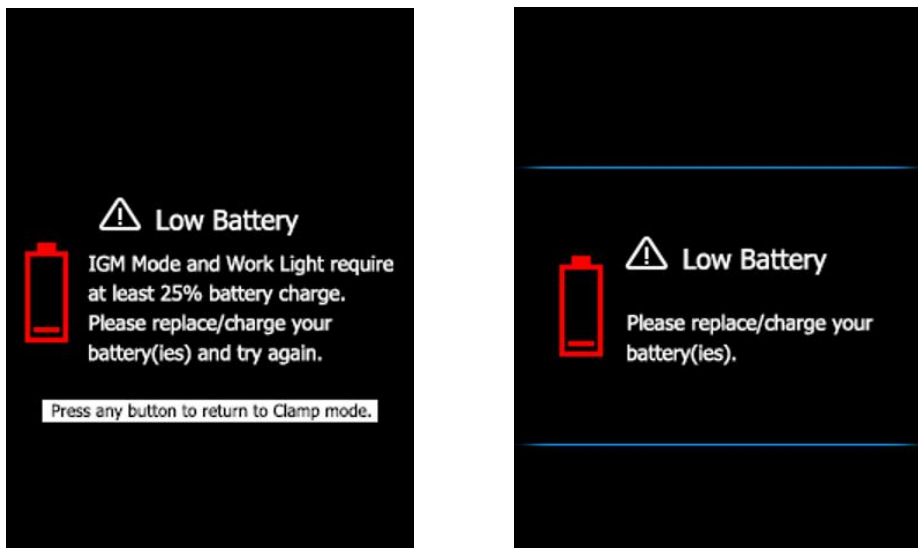 Low Battery
IGM Mode and Work Light require
at least 25% battery charge.
Please replace/charge your
battery(ies) and try again.
Press any button to return to Clamp mode.
Low Battery
Please replace/charge your
battery(ies).